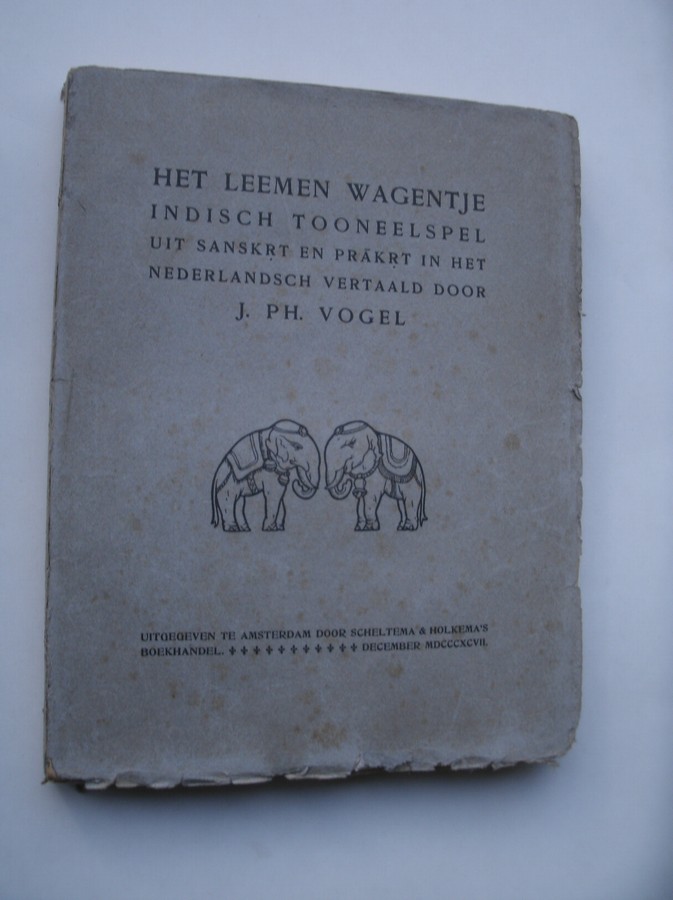 HET LEEMEN WAGENTJE
INDISCH TOONEELSPEL
UIT SANSKṚT EN PRĀKṚT IN HET
NEDERLANDSCH VERTAALD DOOR
J. PH. VOGEL
UITGEGEVEN TE AMSTERDAM DOOR SCHELTEMA & HOLKEMA'S
BOEKHANDEL. DECEMBER MDCCCXCVII.